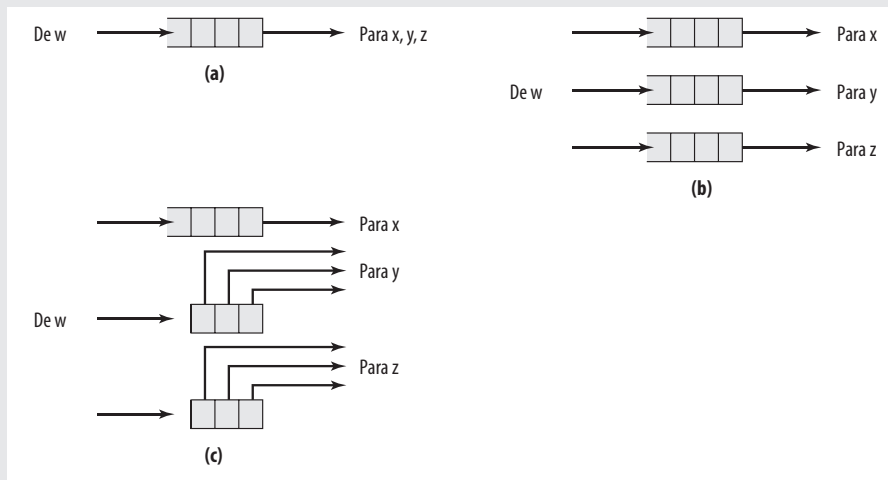 De w
Para x, y, z
(a)
Para x
De w
Para y
Para z
(b)
Para x
Para y
De w
Para z
(c)